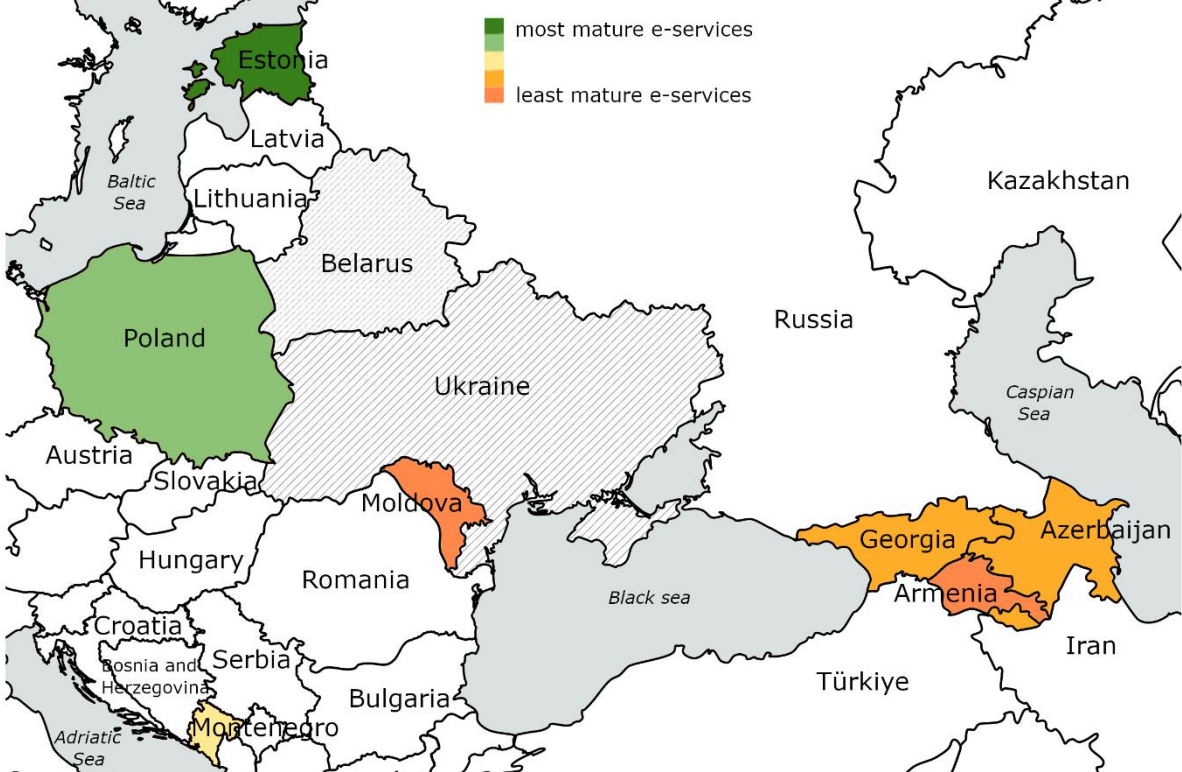 most mature e-services
least mature e-services
Estonia
Latvia
Baltic
Sea
Lithuania
Kazakhstan
Belarus
Russia
Poland
Ukraine
Caspian
Sea
Austria
Slovakia
Moldova
Georgia
Azerbaijan
Hungary
Romania
Armenia
Black sea
Croatia
Bosnia and
Herzegovina
Serbia
Iran
Türkiye
Bulgaria
Montenegro
Adriatic
Sea